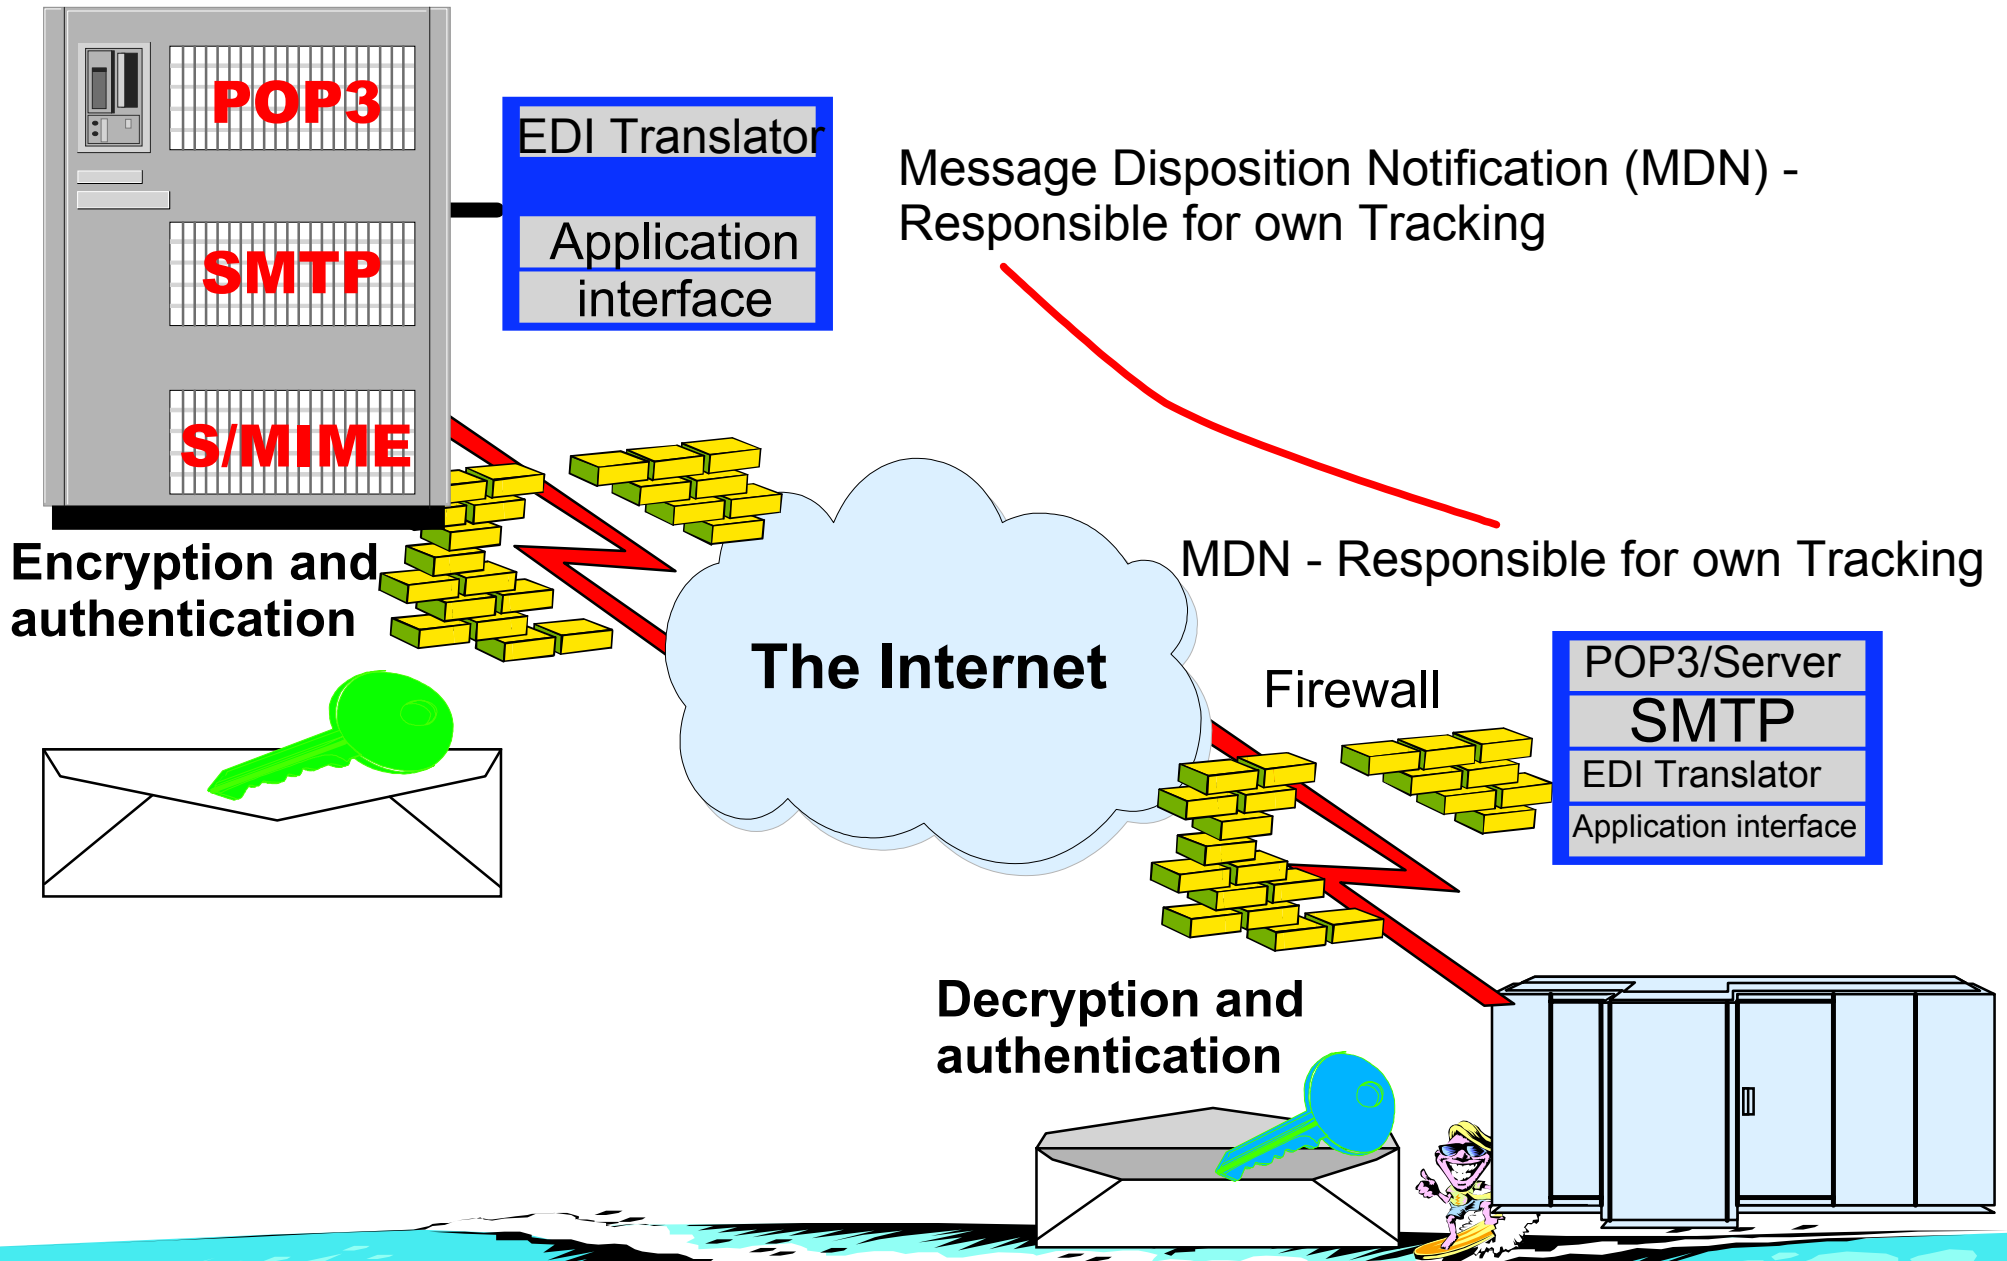 POP3
SMTP
S/MIME
EDI Translator
Application
interface
Message Disposition Notification (MDN) -
Responsible for own Tracking
Encryption and
authentication
The Internet
MDN - Responsible for own Tracking
Firewall
POP3/Server
SMTP
EDI Translator
Application interface
Decryption and
authentication